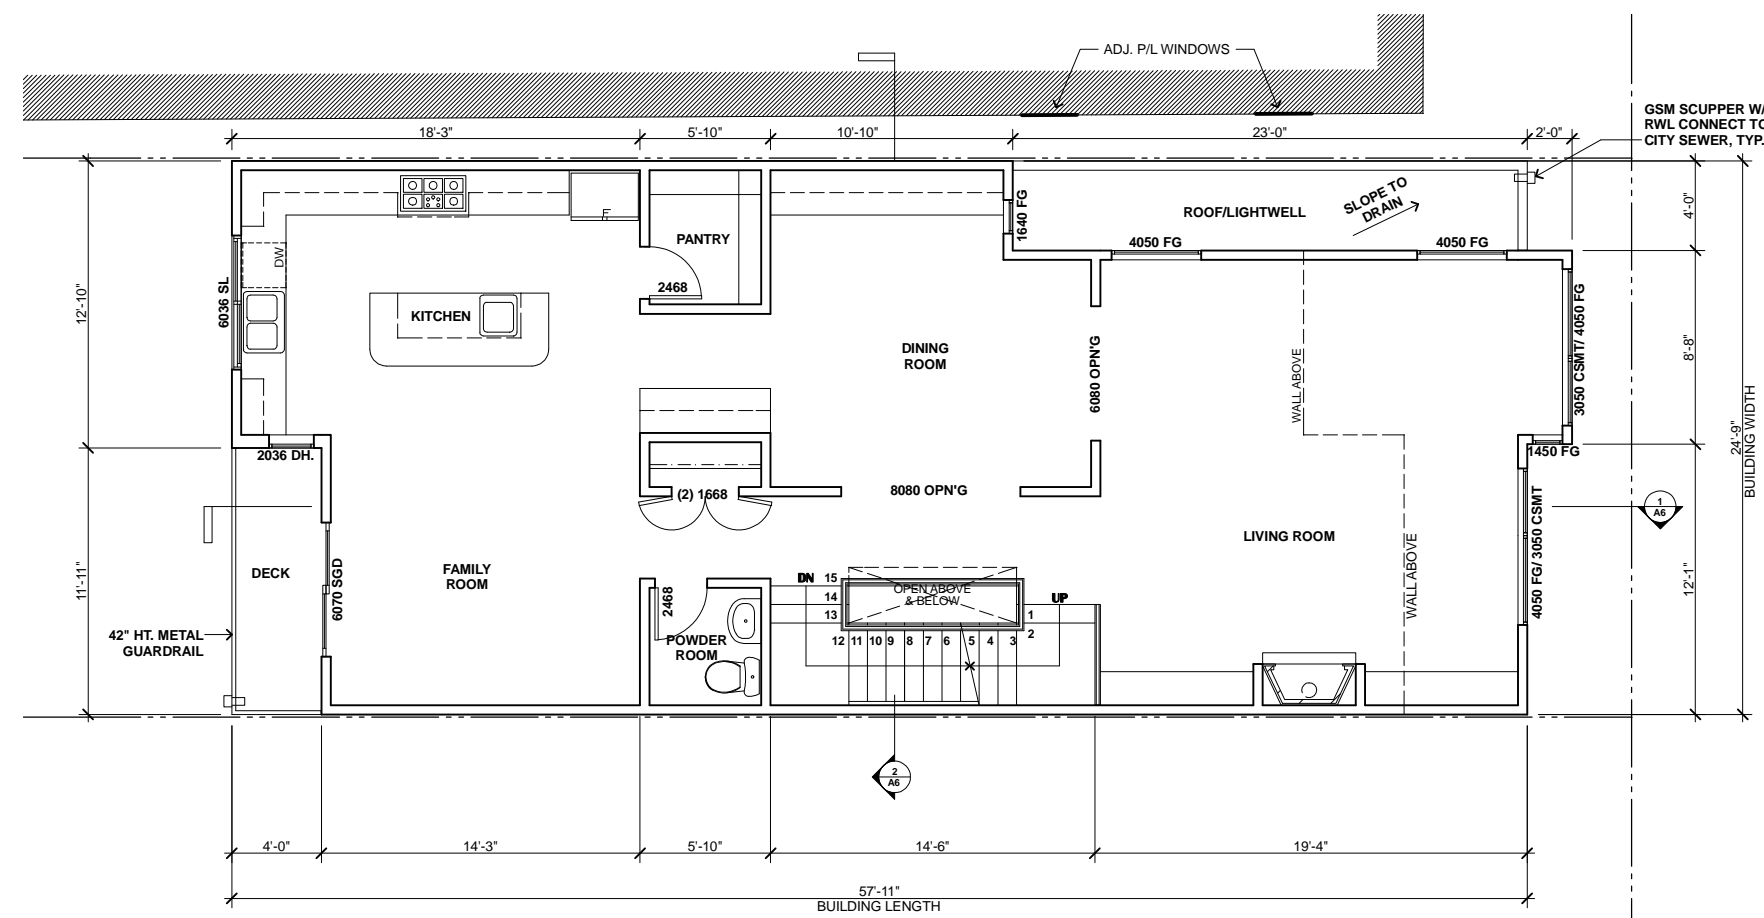 ADJ. P/L WINDOWS
GSM SCUPPER W/
RWL CONNECT TO
CITY SEWER, TYP.
18'-3"
5'-10"
10'-10"
23'-0"
2'-0"
F
PANTRY
2468
1640 FG
ROOF/LIGHTWELL
SLOPE TO
DRAIN
4050 FG
4050 FG
4'-0"
DW
6036 SL
12'-10"
KITCHEN
DINING
ROOM
6080 OPN'G
WALL ABOVE
3050 CSMT/ 4050 FG
8'-8"
24'-9"
BUILDING WIDTH
2036 DH.
(2) 1668
8080 OPN'G
1450 FG
1
A6
LIVING ROOM
4050 FG/ 3050 CSMT
WALL ABOVE
12'-1"
11'-11"
DECK
6070 SGD
FAMILY
ROOM
42" HT. METAL
GUARDRAIL
2468
POWDER
ROOM
DN
15
14
13
OPEN ABOVE
& BELOW
UP
1
2
12 11 10 9 8 7 6 5 4 3
2
A6
4'-0"
14'-3"
5'-10"
14'-6"
19'-4"
57'-11"
BUILDING LENGTH